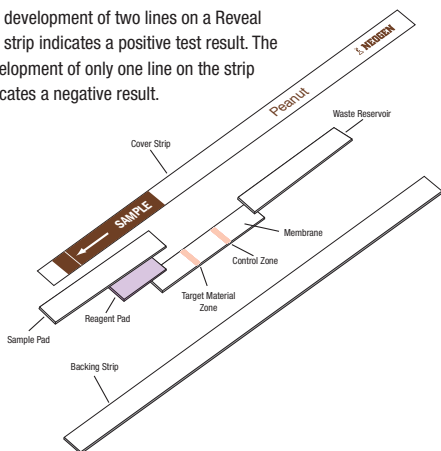 development of two lines on a Reveal
strip indicates a positive test result. The
elopment of only one line on the strip
icates a negative result.
NEOGEN
Peanut
Waste Reservoir
Cover Strip
SAMPLE
Membrane
Control Zone
Target Material
Zone
Reagent Pad
Sample Pad
Backing Strip